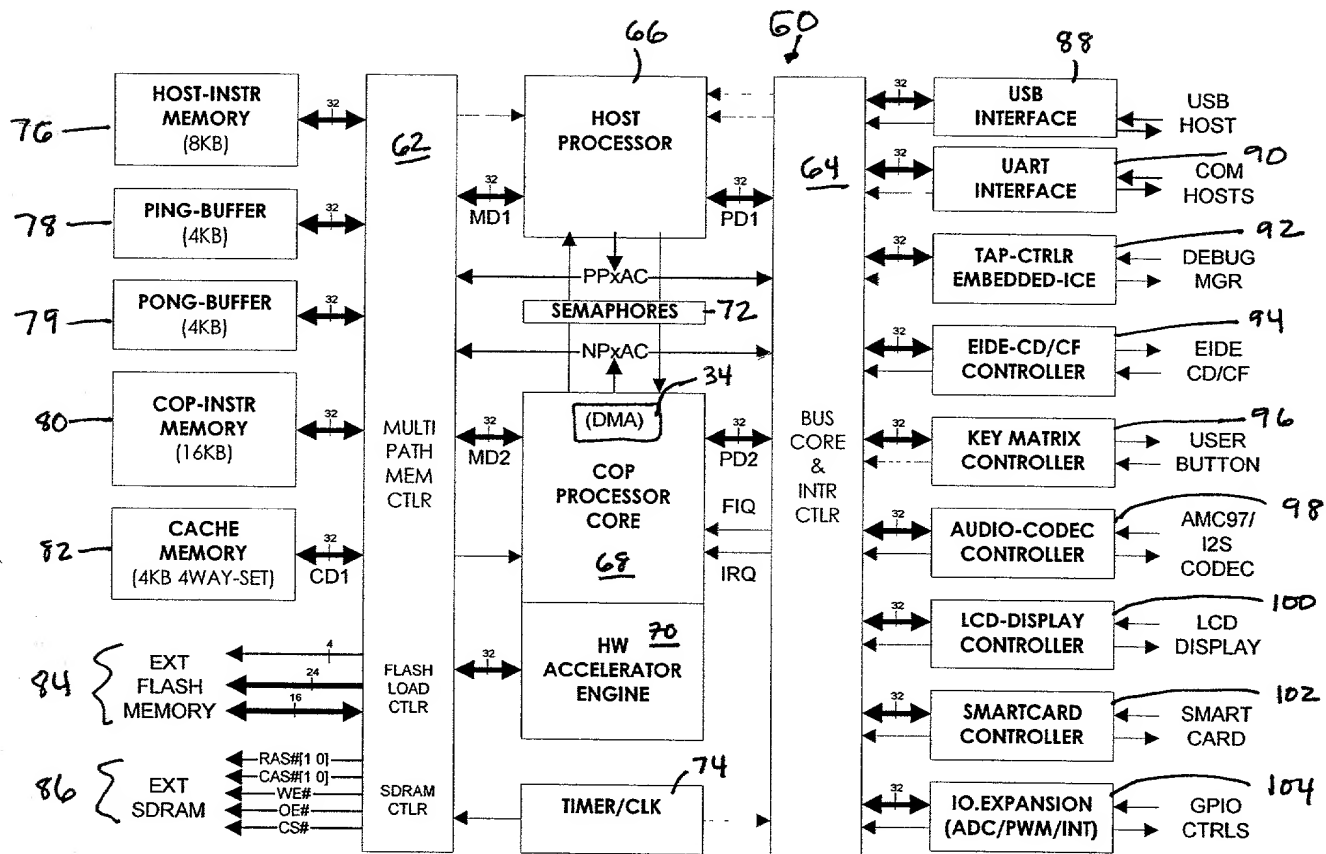 60
66
88
HOST-INSTR
MEMORY
(8KB)
32
76
62
HOST
PROCESSOR
32
MD1
32
PD1
64
32
USB
INTERFACE
USB
HOST
90
32
UART
INTERFACE
COM
HOSTS
78
PING-BUFFER
(4KB)
32
92
32
TAP-CTRLR
EMBEDDED-ICE
DEBUG
MGR
PPxAC
SEMAPHORES
72
79
PONG-BUFFER
(4KB)
32
NPxAC
94
32
EIDE-CD/CF
CONTROLLER
EIDE
CD/CF
34
80
COP-INSTR
MEMORY
(16KB)
32
MULTI
PATH
MEM
CTLR
32
MD2
(DMA)
COP
PROCESSOR
CORE
68
32
PD2
FIQ
IRQ
BUS
CORE
&
INTR
CTLR
96
32
KEY MATRIX
CONTROLLER
USER
BUTTON
98
32
AUDIO-CODEC
CONTROLLER
AMC97/
I2S
CODEC
82
CACHE
MEMORY
(4KB 4WAY-SET)
32
CD1
100
32
LCD-DISPLAY
CONTROLLER
LCD
DISPLAY
84
EXT
FLASH
MEMORY
4
24
16
FLASH
LOAD
CTLR
32
70
HW
ACCELERATOR
ENGINE
102
32
SMARTCARD
CONTROLLER
SMART
CARD
86
EXT
SDRAM
RAS#[1 0]
CAS#[1 0]
WE#
OE#
CS#
SDRAM
CTLR
74
TIMER/CLK
104
32
IO.EXPANSION
(ADC/PWM/INT)
GPIO
CTRLS